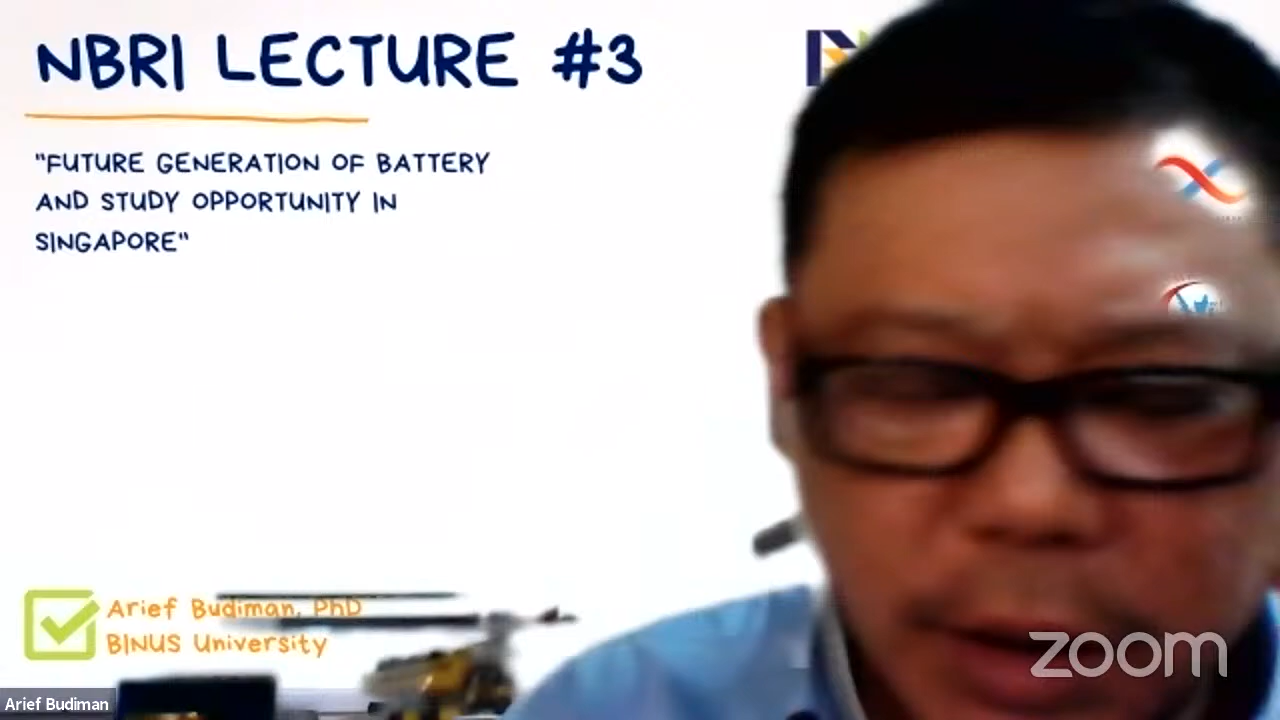 NBRI LECTURE #3
"FUTURE GENERATION OF BATTERY
AND STUDY OPPORTUNITY IN
SINGAPORE"
Arief Budiman, PhD
BINUS University
Arief Budiman
zoom